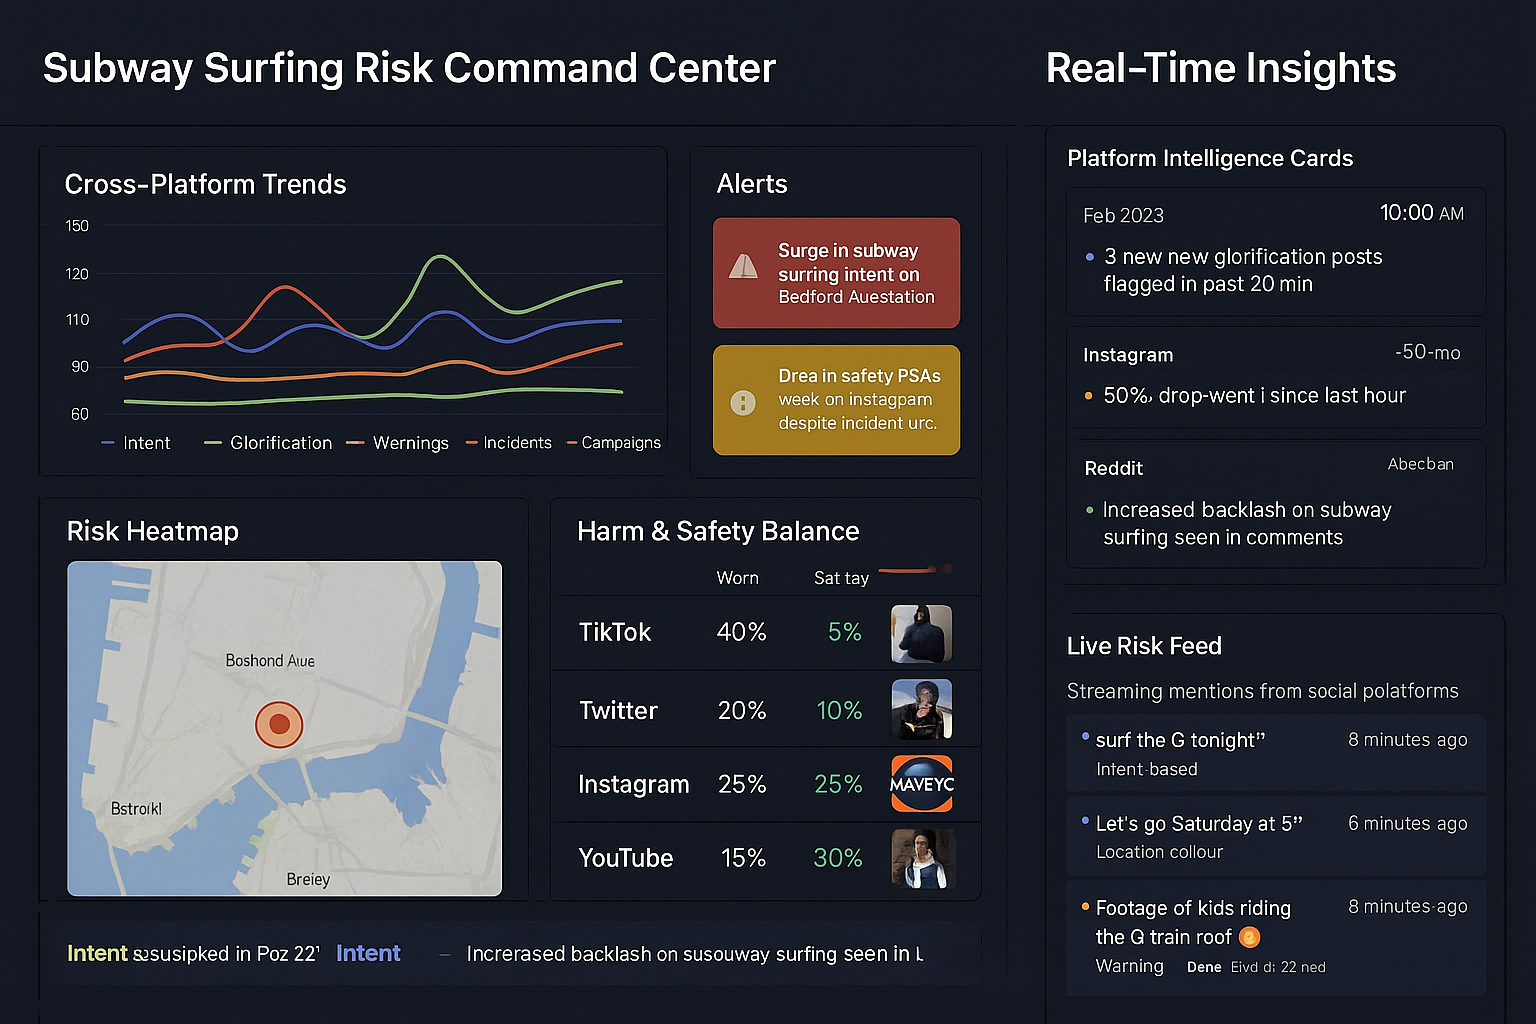 Subway Surfing Risk Command Center
Real-Time Insights
Cross-Platform Trends
150
120
110
90
60
Intent
Glorification
Wernings
Incidents
Campaigns
Alerts
Surge in subway
surring intent on
Bedford Auestation
Drea in safety PSAs
week on instagpam
despite incident urc.
Risk Heatmap
Boshond Aue
Bstroikl
Breiey
Harm & Safety Balance
Worn Sat tay
TikTok 40% 5%
Twitter 20% 10%
Instagram 25% 25%
MAVEYC
YouTube 15% 30%
Intent in Poz 22' Intent – Increrased backlash on susouway surfing seen in
Platform Intelligence Cards
Feb 2023 10:00 AM
3 new new glorification posts
flagged in past 20 min
Instagram -50-mo
50%, drop-went i since last hour
Reddit Abecban
Increased backlash on subway
surfing seen in comments
Live Risk Feed
Streaming mentions from social polatforms
surf the G tonight” 8 minutes ago
Intent-based
Let's go Saturday at 5” 6 minutes ago
Location collour
Footage of kids riding 8 minutes-ago
the G train roof
Warning Dene Eivd di 22 ned